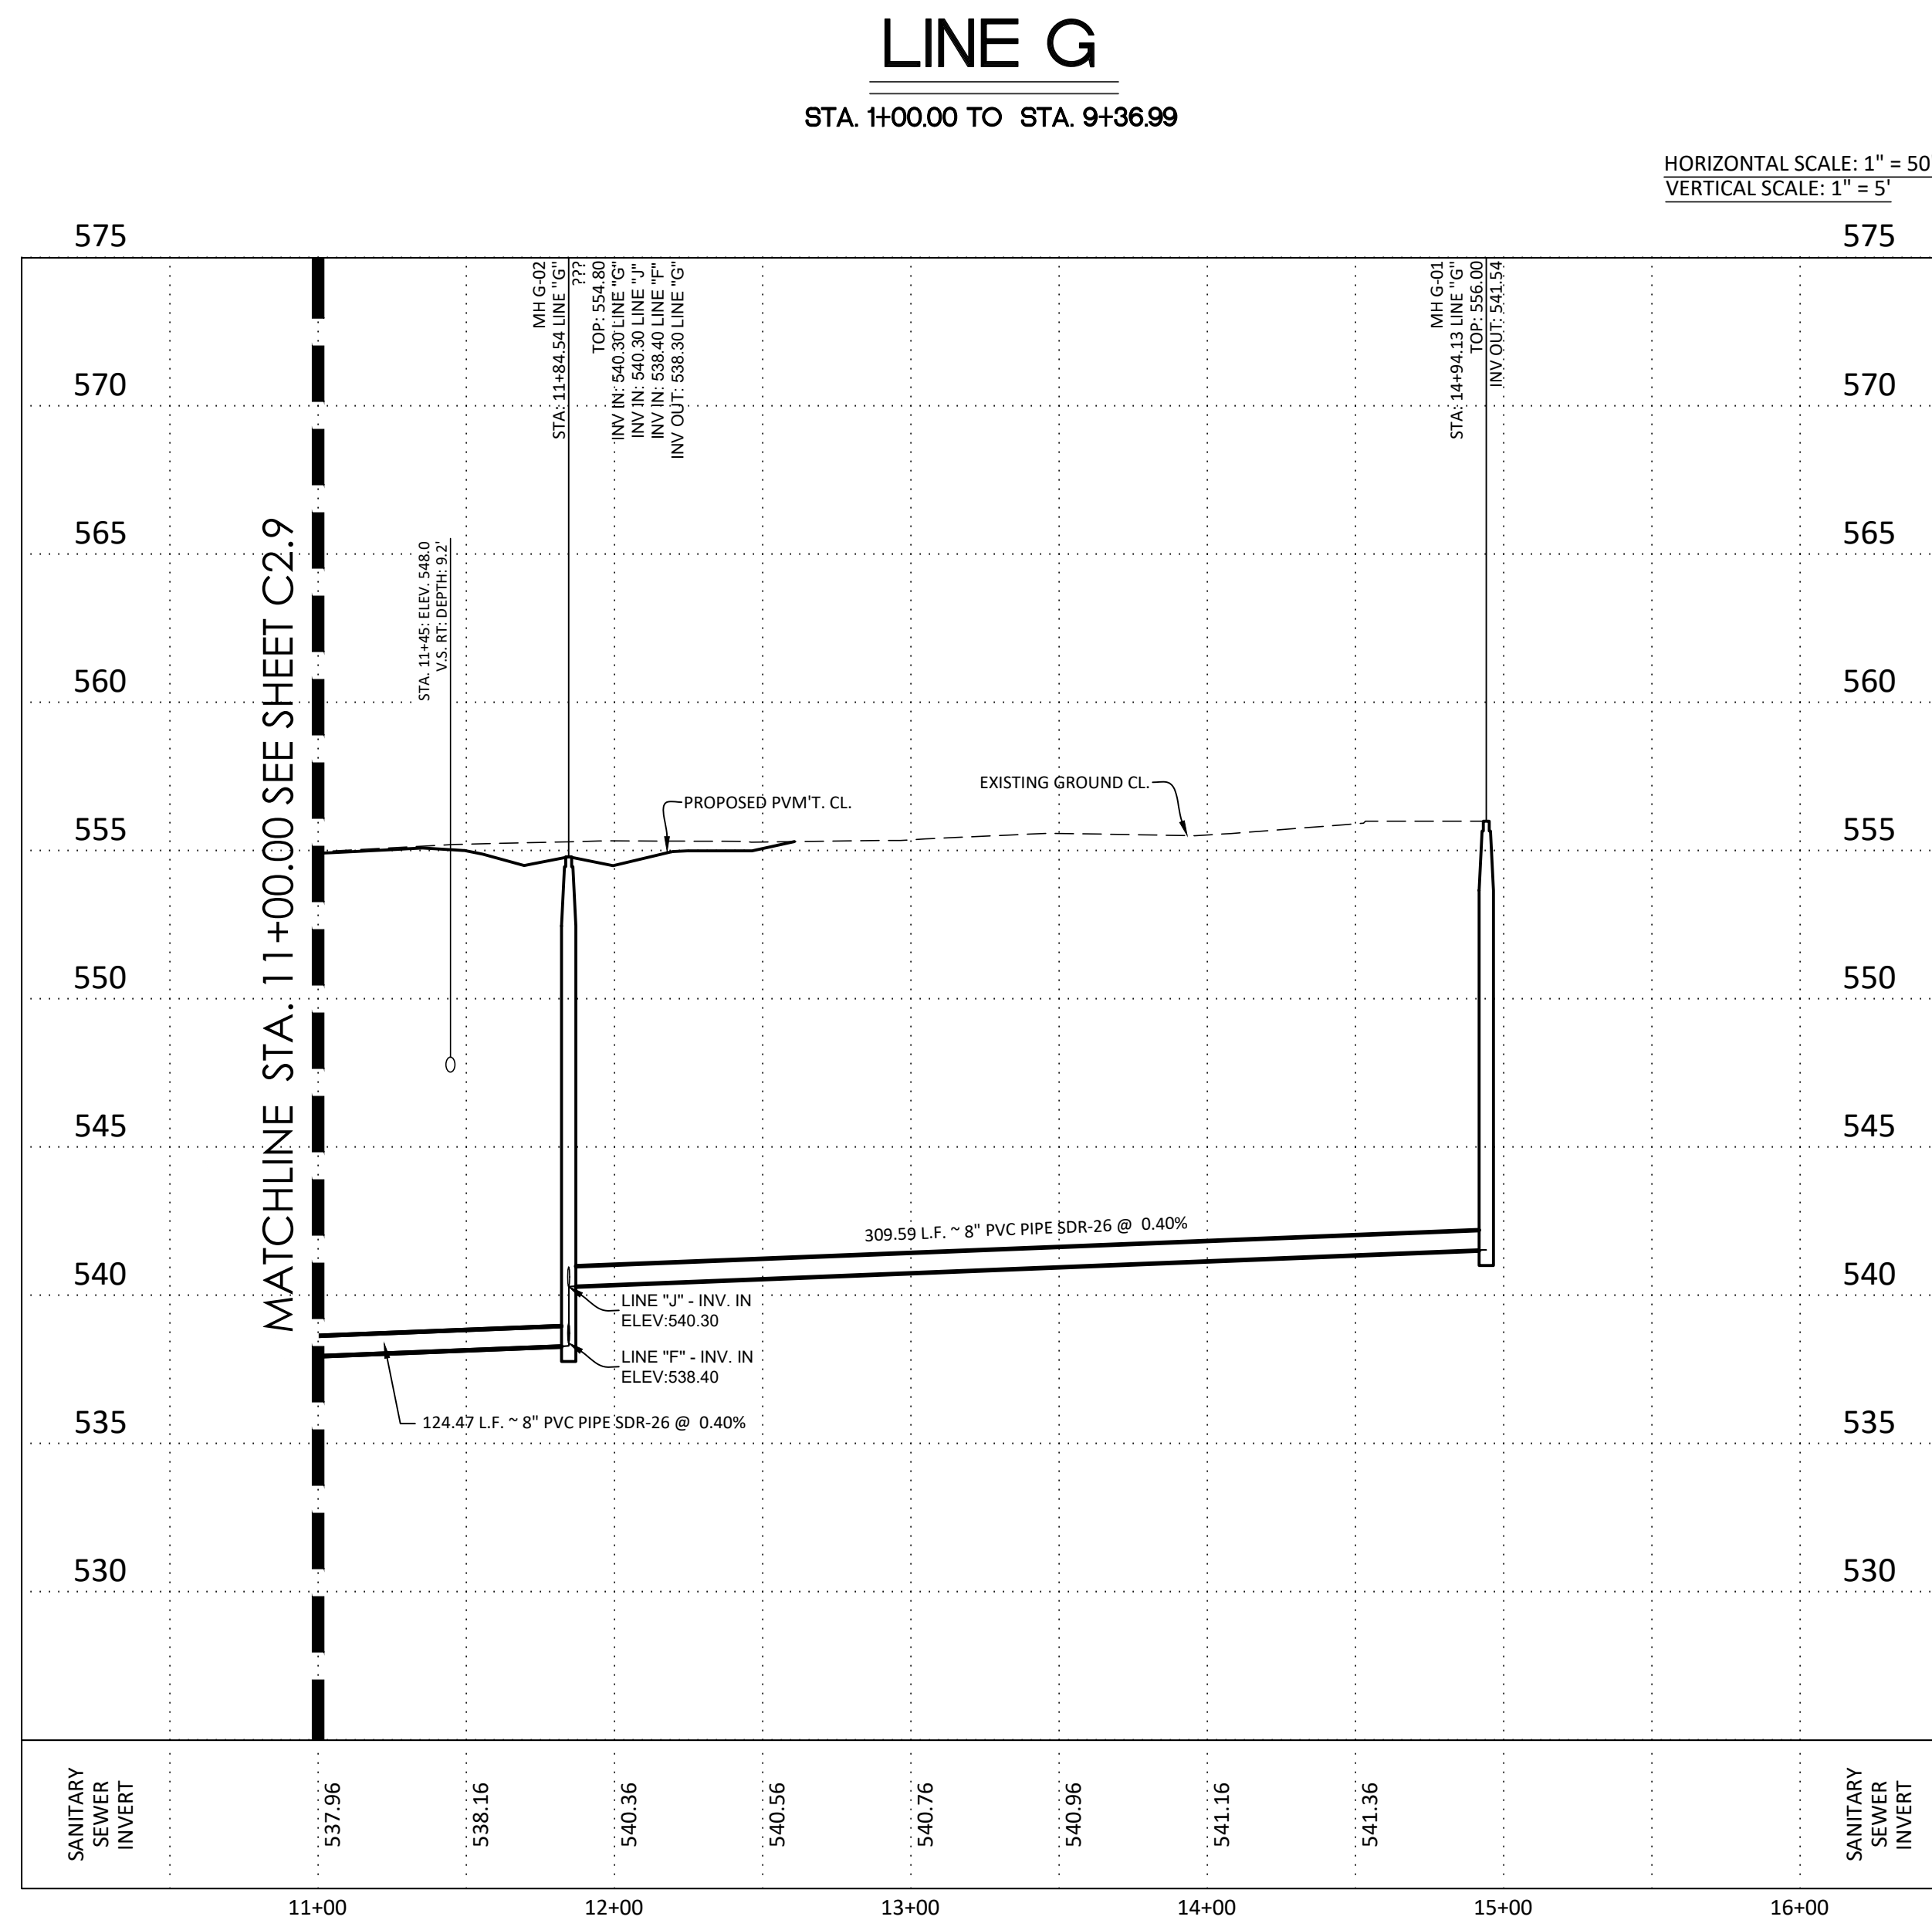 LINE G
STA. 1+00.00 TO STA. 9+36.99
HORIZONTAL SCALE: 1" = 50
VERTICAL SCALE: 1" = 5'
575
575
570
570
565
565
560
560
555
555
550
550
545
545
540
540
535
535
530
530
MATCHLINE STA. 11+00.00 SEE SHEET C2.9
STA. 11+45: ELEV. 548.0
V.S. RT: DEPTH: 9.2'
MH G-02
STA: 11+84.54 LINE "G"
???
TOP: 554.80
INV IN: 540.30 LINE "G"
INV IN: 540.30 LINE "J"
INV IN: 538.40 LINE "F"
INV OUT: 538.30 LINE "G"
MH G-01
STA: 14+94.13 LINE "G"
TOP: 556.00
INV OUT: 541.54
PROPOSED PVM'T. CL.
EXISTING GROUND CL.
309.59 L.F. ~ 8" PVC PIPE SDR-26 @ 0.40%
LINE "J" - INV. IN
ELEV:540.30
LINE "F" - INV. IN
ELEV:538.40
124.47 L.F. ~ 8" PVC PIPE SDR-26 @ 0.40%
SANITARY
SEWER
INVERT
537.96
538.16
540.36
540.56
540.76
540.96
541.16
541.36
SANITARY
SEWER
INVERT
11+00
12+00
13+00
14+00
15+00
16+00